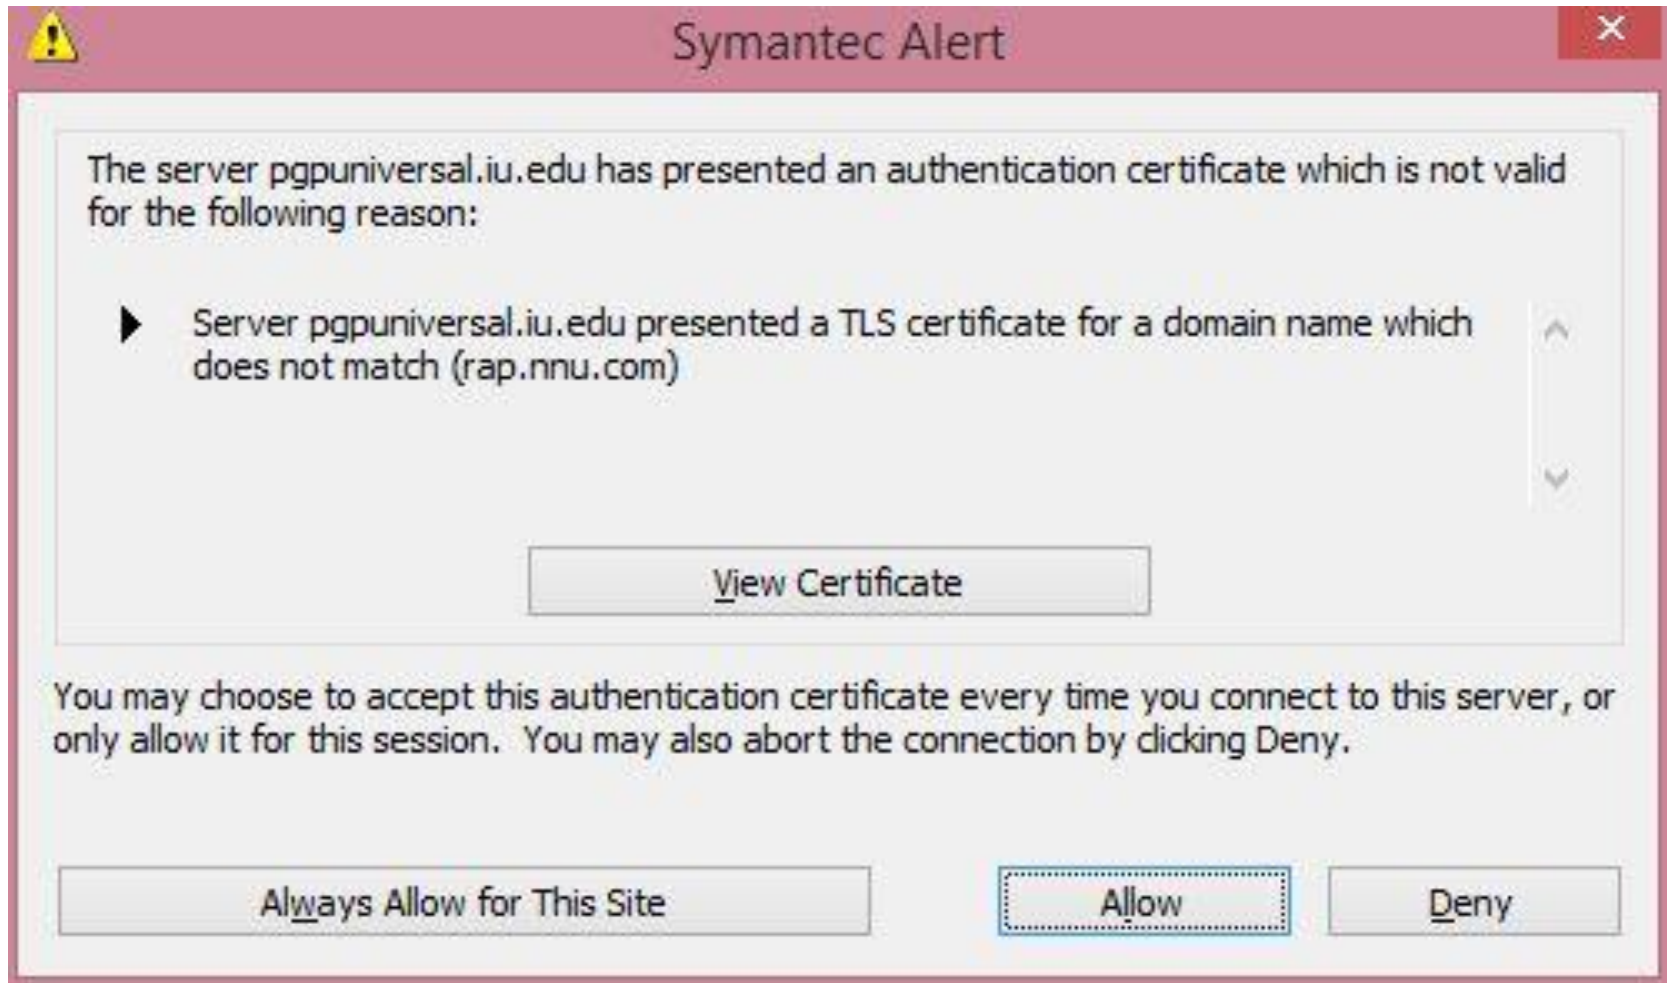 Symantec Alert
The server pgpuniversal.iu.edu has presented an authentication certificate which is not valid
for the following reason:
Server pgpuniversal.iu.edu presented a TLS certificate for a domain name which
does not match (rap.nnu.com)
View Certificate
You may choose to accept this authentication certificate every time you connect to this server, or
only allow it for this session.  You may also abort the connection by clicking Deny.
Always Allow for This Site
Allow
Deny